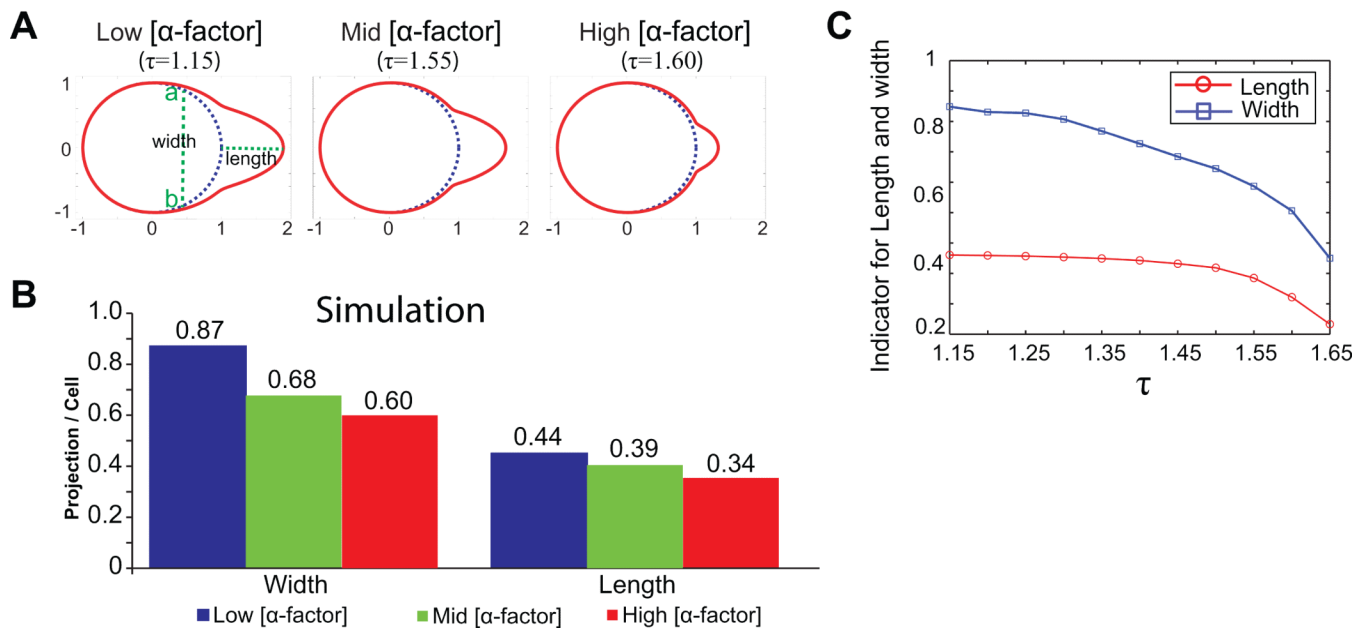 A
Low [α-factor]
(τ=1.15)
Mid [α-factor]
(τ=1.55)
High [α-factor]
(τ=1.60)
1
0
-1
a
width
b
length
-1 0 1 2
-1 0 1 2
-1 0 1 2
B
Simulation
Projection / Cell
1.0
0.8
0.6
0.4
0.2
0
0.87
0.68
0.60
0.44
0.39
0.34
Width
Length
Low [α-factor]
Mid [α-factor]
High [α-factor]
C
Indicator for Length and width
1
0.8
0.6
0.4
0.2
Length
Width
1.15 1.25 1.35 1.45 1.55 1.65
τ